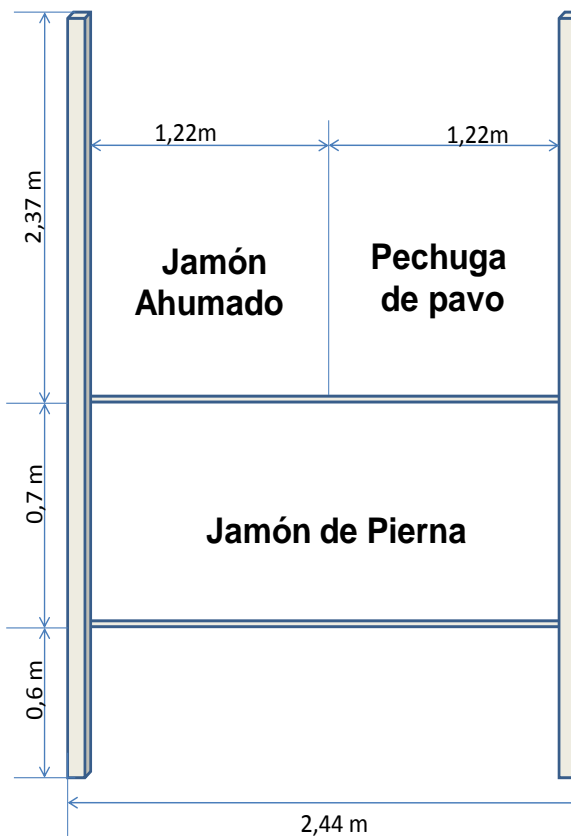 1,22m
1,22m
2,37 m
Jamón
Ahumado
Pechuga
de pavo
0,7 m
Jamón de Pierna
0,6 m
2,44 m